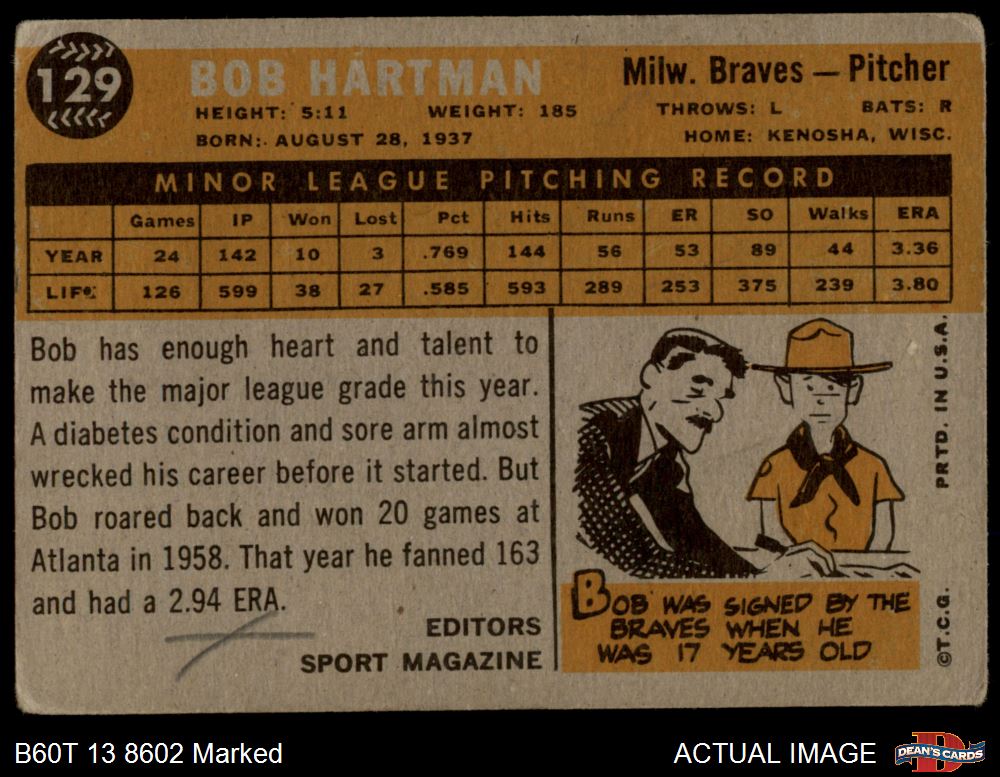 129
BOB HARTMAN
Milw. Braves — Pitcher
HEIGHT: 5:11 WEIGHT: 185 THROWS: L BATS: R
BORN: AUGUST 28, 1937 HOME: KENOSHA, WISC.
MINOR LEAGUE PITCHING RECORD
Games IP Won Lost Pct Hits Runs ER SO Walks ERA
YEAR 24 142 10 3 .769 144 56 53 89 44 3.36
LIFE 126 599 38 27 .585 593 289 253 375 239 3.80
Bob has enough heart and talent to
make the major league grade this year.
A diabetes condition and sore arm almost
wrecked his career before it started. But
Bob roared back and won 20 games at
Atlanta in 1958. That year he fanned 163
and had a 2.94 ERA.
EDITORS
SPORT MAGAZINE
BOB WAS SIGNED BY THE
BRAVES WHEN HE
WAS 17 YEARS OLD
©T.C.G. PRTD. IN U.S.A.
B60T 13 8602 Marked
ACTUAL IMAGE
DEAN'S CARDS